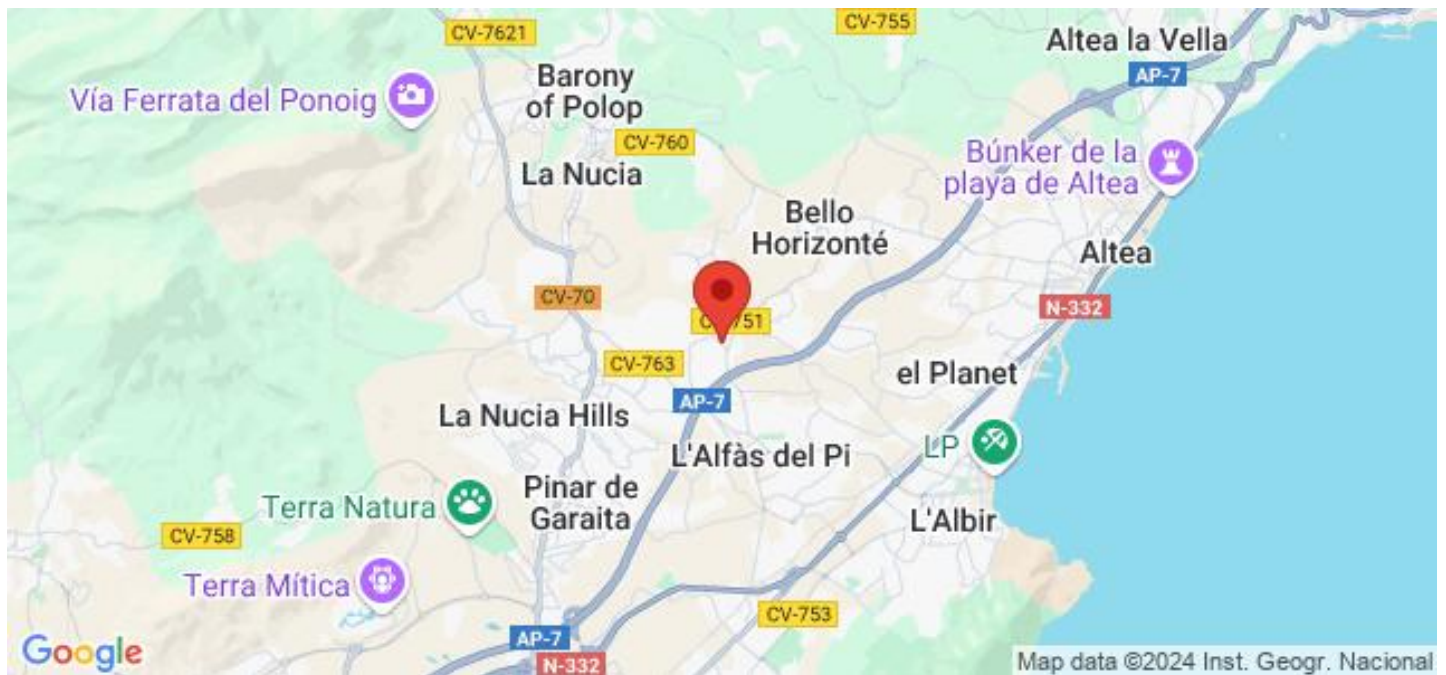 CV-7621
CV-755
Altea la Vella
AP-7
Barony
of Polop
Vía Ferrata del Ponoig
CV-760
La Nucia
Búnker de la
playa de Altea
Bello
Horizonté
Altea
CV-70
N-332
CV-763
el Planet
AP-7
La Nucia Hills
L'Alfàs del Pi
LP
Pinar de
Garaita
Terra Natura
L'Albir
CV-758
Terra Mítica
CV-753
AP-7
N-332
Google
Map data ©2024 Inst. Geogr. Nacional